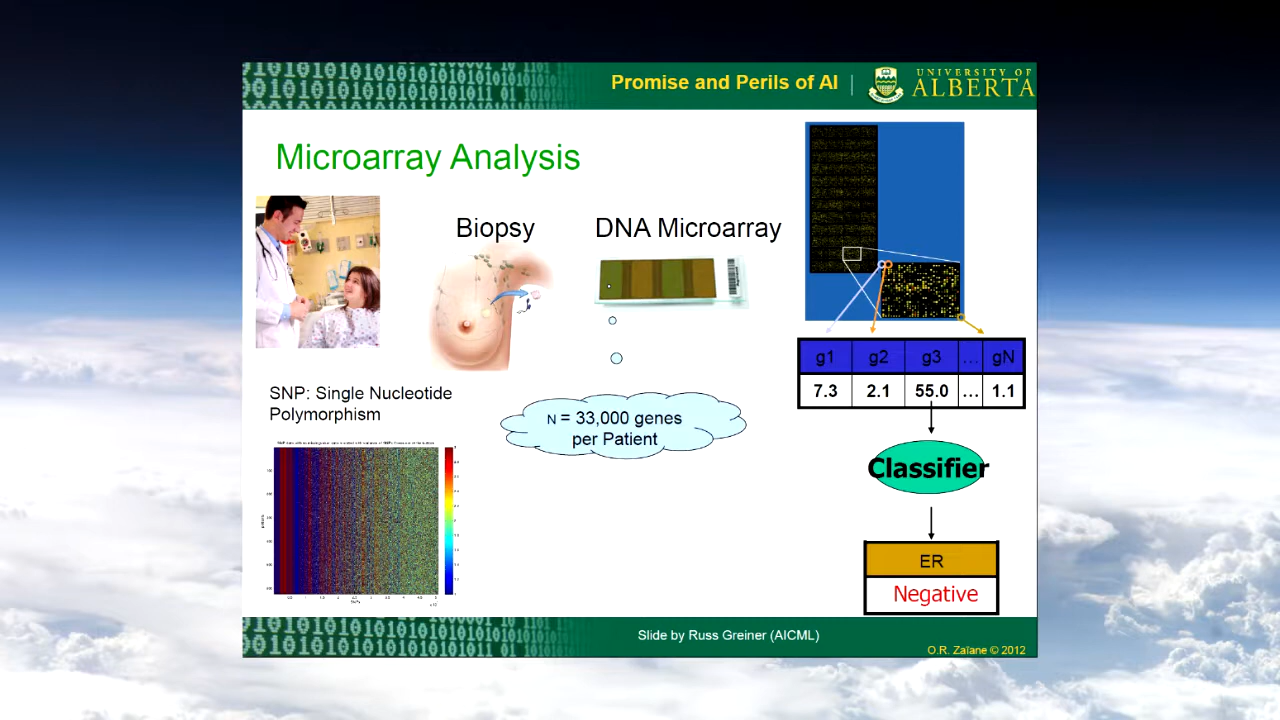 Promise and Perils of AI
UNIVERSITY OF
ALBERTA
Microarray Analysis
Biopsy
DNA Microarray
g1 g2 g3 ... gN
7.3 2.1 55.0 ... 1.1
SNP: Single Nucleotide
Polymorphism
N = 33,000 genes
per Patient
Classifier
ER
Negative
Slide by Russ Greiner (AICML)
O.R. Zaïane © 2012